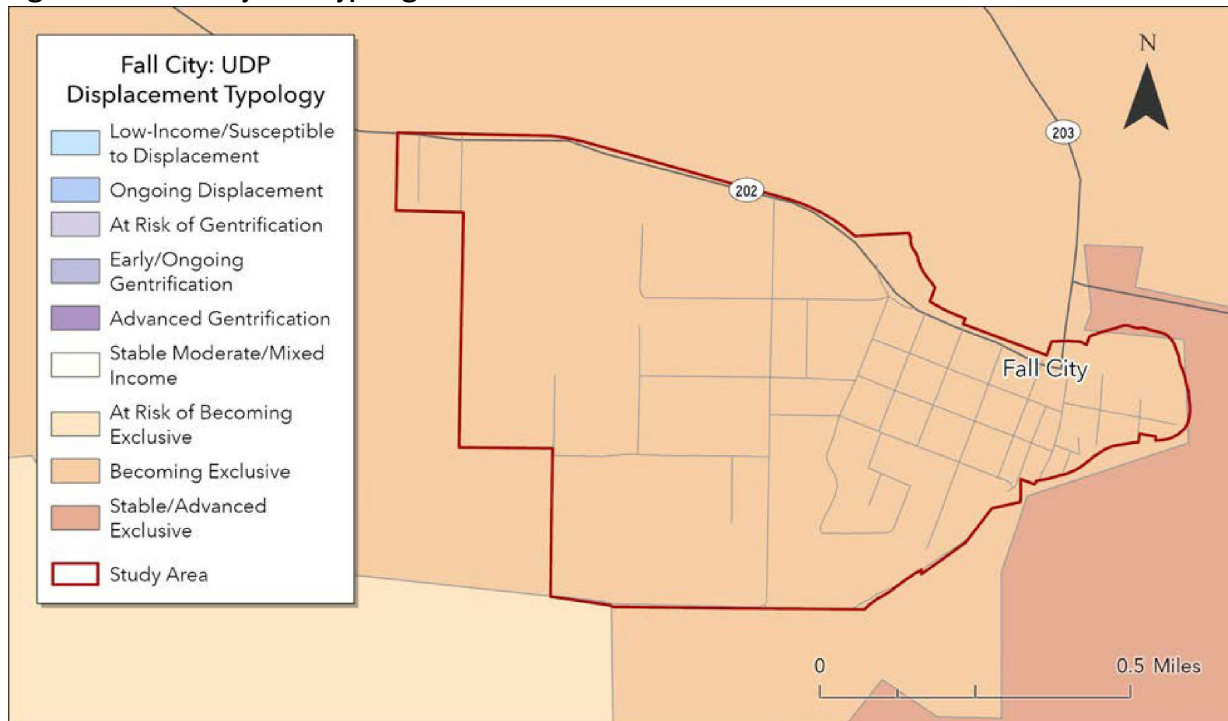 Fall City: UDP
Displacement Typology
Low-Income/Susceptible
to Displacement
Ongoing Displacement
At Risk of Gentrification
Early/Ongoing
Gentrification
Advanced Gentrification
Stable Moderate/Mixed
Income
At Risk of Becoming
Exclusive
Becoming Exclusive
Stable/Advanced
Exclusive
Study Area
N
203
202
Fall City
0 0.5 Miles